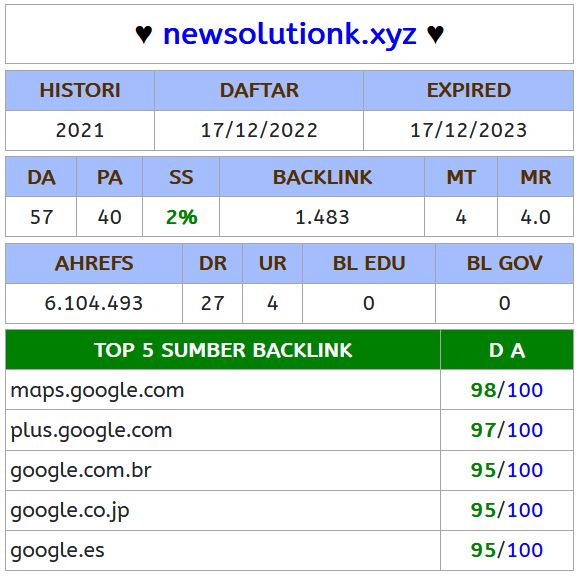 ♥ newsolutionk.xyz ♥
HISTORI DAFTAR EXPIRED
2021 17/12/2022 17/12/2023
DA PA SS BACKLINK MT MR
57 40 2% 1.483 4 4.0
AHREFS DR UR BL EDU BL GOV
6.104.493 27 4 0 0
TOP 5 SUMBER BACKLINK D A
maps.google.com 98/100
plus.google.com 97/100
google.com.br 95/100
google.co.jp 95/100
google.es 95/100